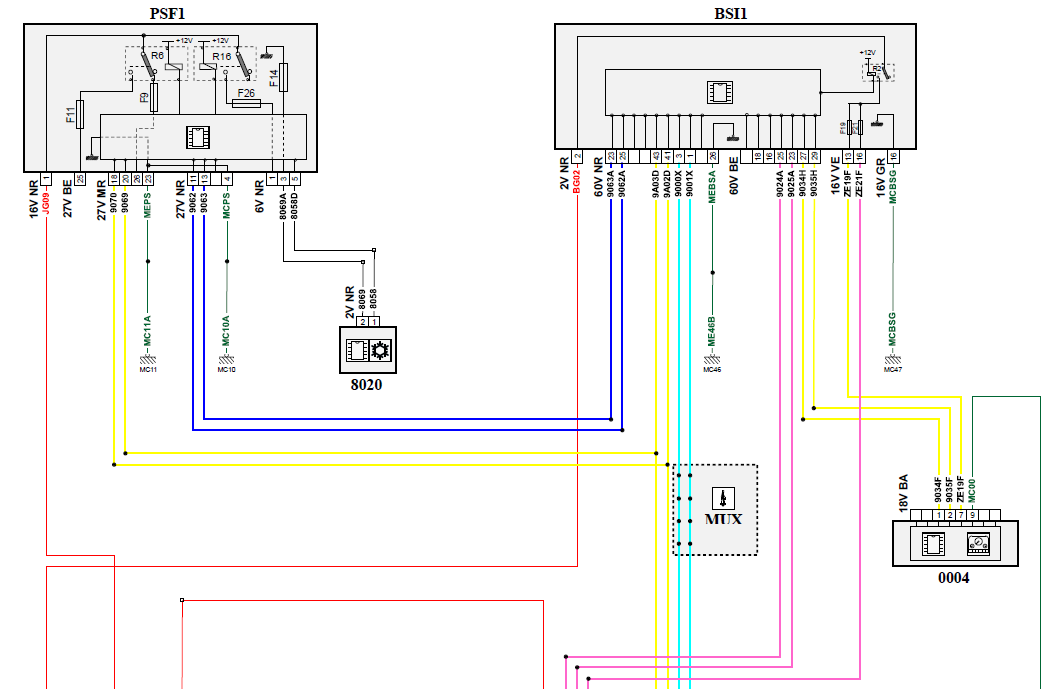 PSF1
BSI1
+12V
+12V
R6
R16
F14
F9
F26
F11
+12V
R2
F19
1
25
18
20
26
23
11
13
4
1
3
5
16V NR
JG09
27V BE
27V MR
9070
9069
MEPS
27V NR
9062
9063
MCPS
6V NR
8069A
8058D
2
23
25
43
41
3
1
26
18
16
25
23
27
29
13
16
16
2V NR
BG02
60V NR
9063A
9062A
9A03D
9A02D
9000X
9001X
MEBSA
60V BE
9024A
9025A
9034H
9035H
16V VE
ZE19F
ZE21F
16V GR
MCBSG
MC11A
MC10A
MC11
MC10
2V NR
8069
8058
2
1
8020
ME46B
MC46
MCBSG
MC47
MUX
18V BA
9034F
9035F
ZE19F
MC00
1
2
7
9
0004